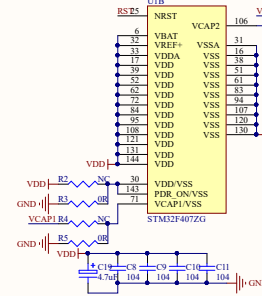 U1B
RST 25 NRST
VCAP2 106
6 VBAT
32 VREF+ VSSA 31
33 VDDA VSS 16
17 VDD VSS 38
39 VDD VSS 51
52 VDD VSS 61
62 VDD VSS 83
72 VDD VSS 94
84 VDD VSS 107
95 VDD VSS 120
108 VDD VSS 130
121 VDD
131 VDD
VDD 144 VDD
VDD R2 NC 30 VDD/VSS
143 PDR_ON/VSS
GND R3 0R 71 VCAP1/VSS
VCAP1 R4 NC STM32F407ZG
GND R5 0R
VDD
C19 C8 C9 C10 C11
4.7uF 104 104 104 104
GN